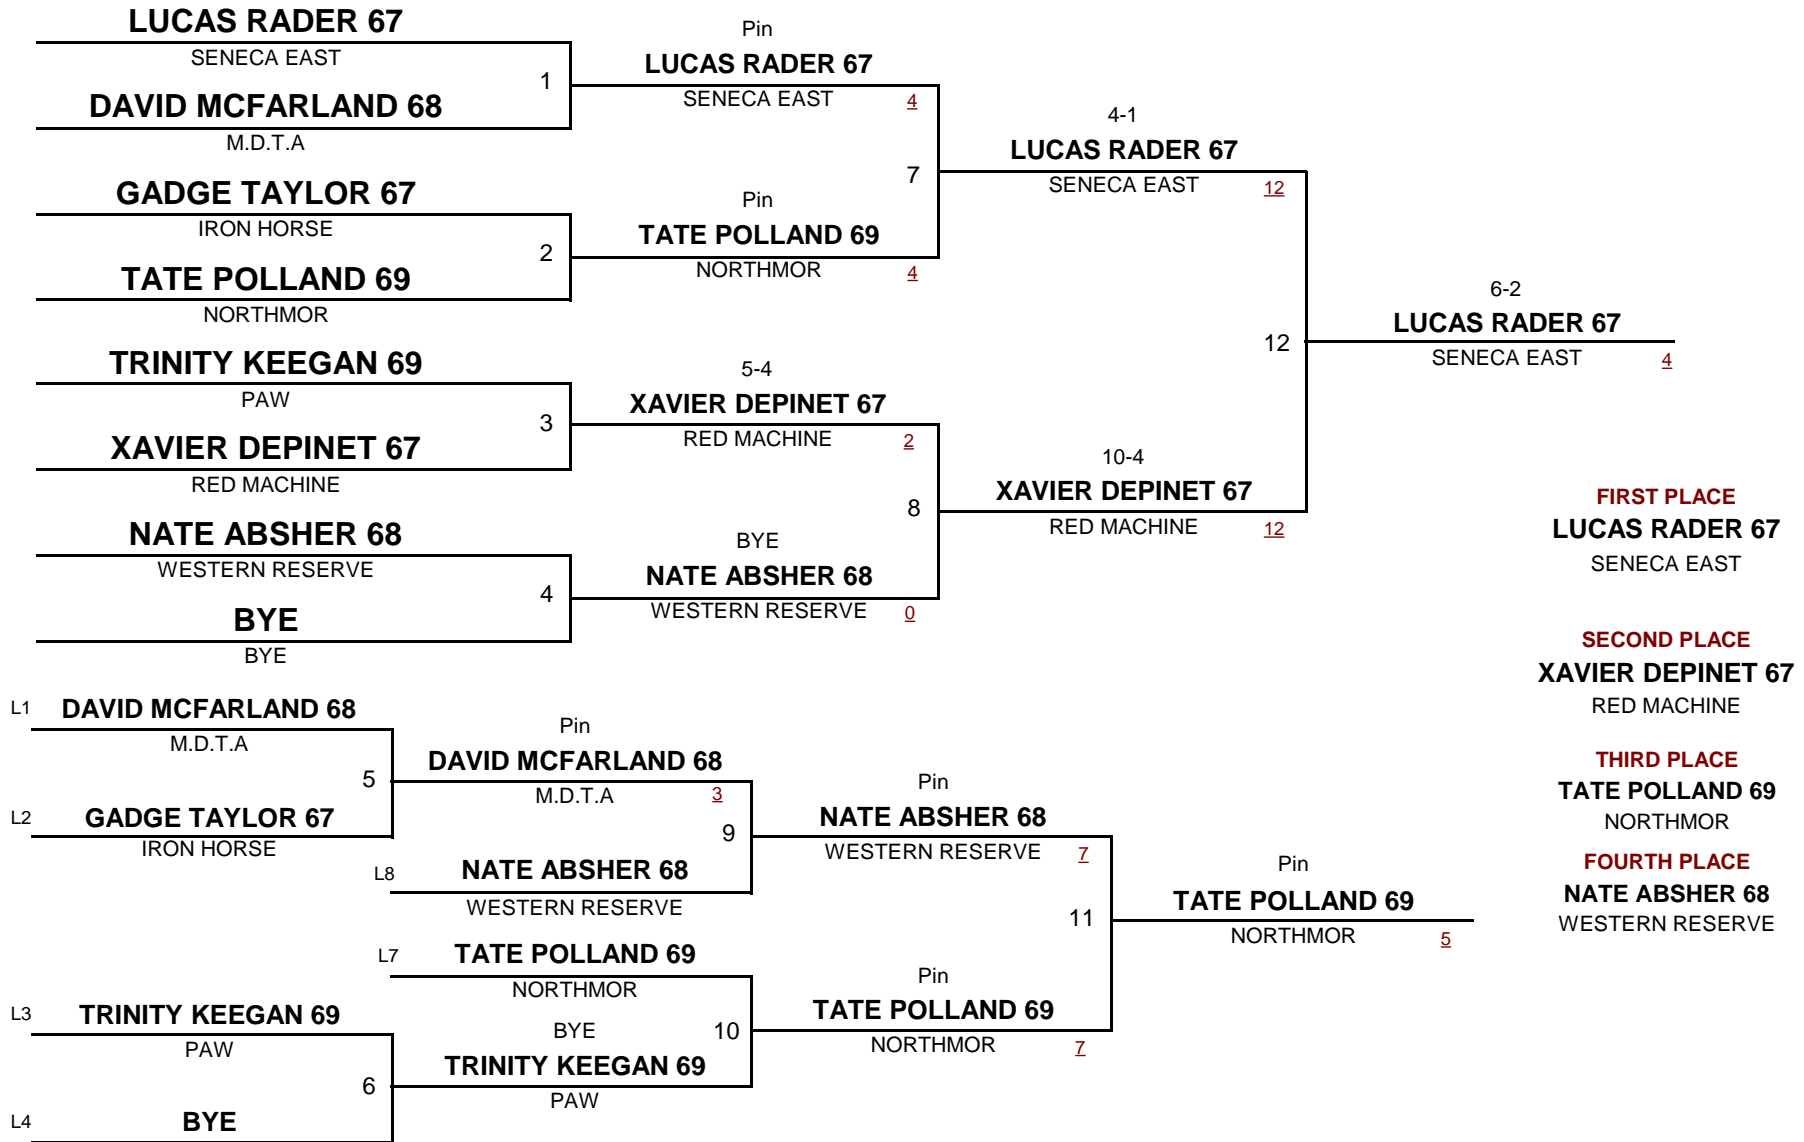 LUCAS RADER 67
SENECA EAST
1
DAVID MCFARLAND 68
M.D.T.A
Pin
LUCAS RADER 67
SENECA EAST
4
GADGE TAYLOR 67
IRON HORSE
2
TATE POLLAND 69
NORTHMOR
Pin
TATE POLLAND 69
NORTHMOR
4
7
4-1
LUCAS RADER 67
SENECA EAST
12
TRINITY KEEGAN 69
PAW
3
XAVIER DEPINET 67
RED MACHINE
5-4
XAVIER DEPINET 67
RED MACHINE
2
NATE ABSHER 68
WESTERN RESERVE
4
BYE
BYE
BYE
NATE ABSHER 68
WESTERN RESERVE
0
8
10-4
XAVIER DEPINET 67
RED MACHINE
12
12
6-2
LUCAS RADER 67
SENECA EAST
4
FIRST PLACE
LUCAS RADER 67
SENECA EAST
SECOND PLACE
XAVIER DEPINET 67
RED MACHINE
THIRD PLACE
TATE POLLAND 69
NORTHMOR
FOURTH PLACE
NATE ABSHER 68
WESTERN RESERVE
L1
DAVID MCFARLAND 68
M.D.T.A
5
L2
GADGE TAYLOR 67
IRON HORSE
Pin
DAVID MCFARLAND 68
M.D.T.A
3
9
L8
NATE ABSHER 68
WESTERN RESERVE
Pin
NATE ABSHER 68
WESTERN RESERVE
7
L7
TATE POLLAND 69
NORTHMOR
10
L3
TRINITY KEEGAN 69
PAW
6
L4
BYE
BYE
TRINITY KEEGAN 69
PAW
Pin
TATE POLLAND 69
NORTHMOR
7
11
Pin
TATE POLLAND 69
NORTHMOR
5